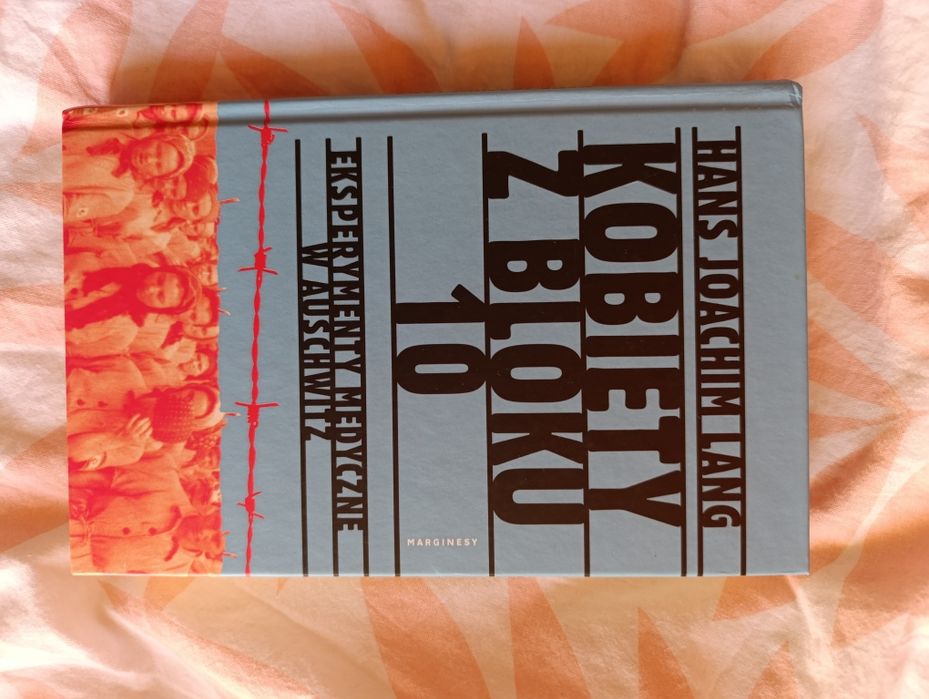 HANS JOACHIM LANG
KOBIETY
Z BLOKU
10
EKSPERYMENTY MEDYCZNE
W AUSCHWITZ
MARGINESY